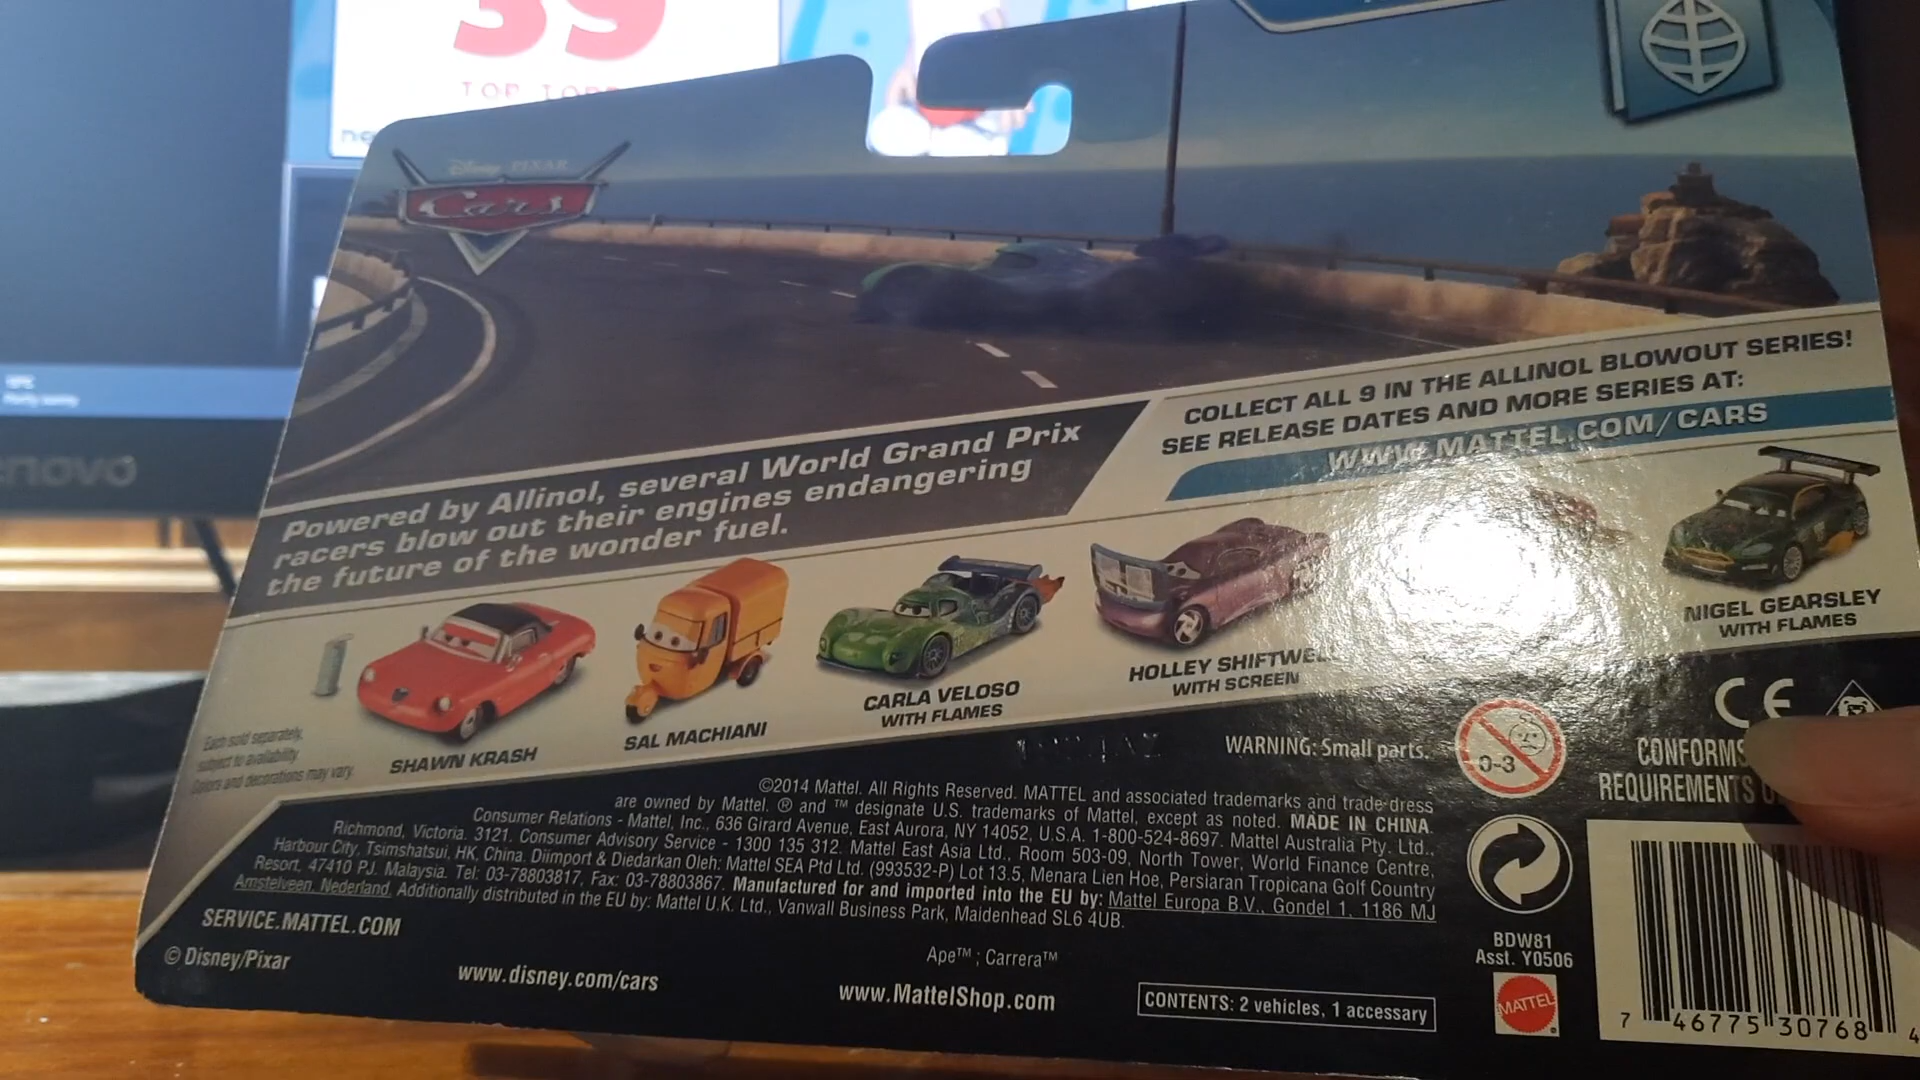 39
TOP
Disney PIXAR
Cars
COLLECT ALL 9 IN THE ALLINOL BLOWOUT SERIES!
SEE RELEASE DATES AND MORE SERIES AT:
WWW.MATTEL.COM/CARS
Powered by Allinol, several World Grand Prix
racers blow out their engines endangering
the future of the wonder fuel.
novo
NIGEL GEARSLEY
WITH FLAMES
HOLLEY SHIFTWE
WITH SCREEN
CARLA VELOSO
WITH FLAMES
SAL MACHIANI
SHAWN KRASH
Each sold separately,
subject to availability.
Colors and decorations may vary.
WARNING: Small parts.
0-3
CE
CONFORMS
REQUIREMENTS
©2014 Mattel. All Rights Reserved. MATTEL and associated trademarks and trade dress
are owned by Mattel. ® and ™ designate U.S. trademarks of Mattel, except as noted. MADE IN CHINA.
Consumer Relations - Mattel, Inc., 636 Girard Avenue, East Aurora, NY 14052, U.S.A. 1-800-524-8697. Mattel Australia Pty. Ltd.,
Richmond, Victoria. 3121. Consumer Advisory Service - 1300 135 312. Mattel East Asia Ltd., Room 503-09, North Tower, World Finance Centre,
Harbour City, Tsimshatsui, HK, China. Diimport & Diedarkan Oleh: Mattel SEA Ptd Ltd. (993532-P) Lot 13.5, Menara Lien Hoe, Persiaran Tropicana Golf Country
Resort, 47410 PJ. Malaysia. Tel: 03-78803817, Fax: 03-78803867. Manufactured for and imported into the EU by: Mattel Europa B.V., Gondel 1, 1186 MJ
Amstelveen, Nederland. Additionally distributed in the EU by: Mattel U.K. Ltd., Vanwall Business Park, Maidenhead SL6 4UB.
SERVICE.MATTEL.COM
© Disney/Pixar
www.disney.com/cars
Ape™ ; Carrera™
www.MattelShop.com
CONTENTS: 2 vehicles, 1 accessary
BDW81
Asst. Y0506
MATTEL
7 46775 30768 4